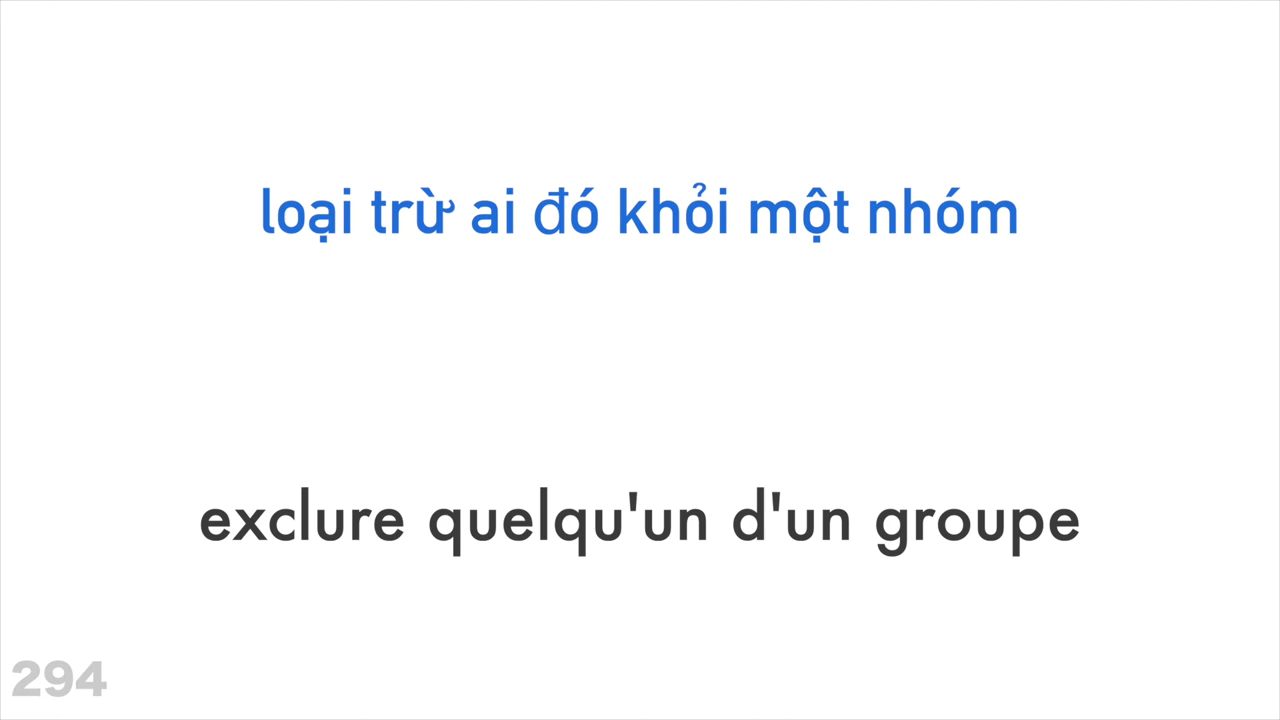 loại trừ ai đó khỏi một nhóm
exclure quelqu'un d'un groupe
294